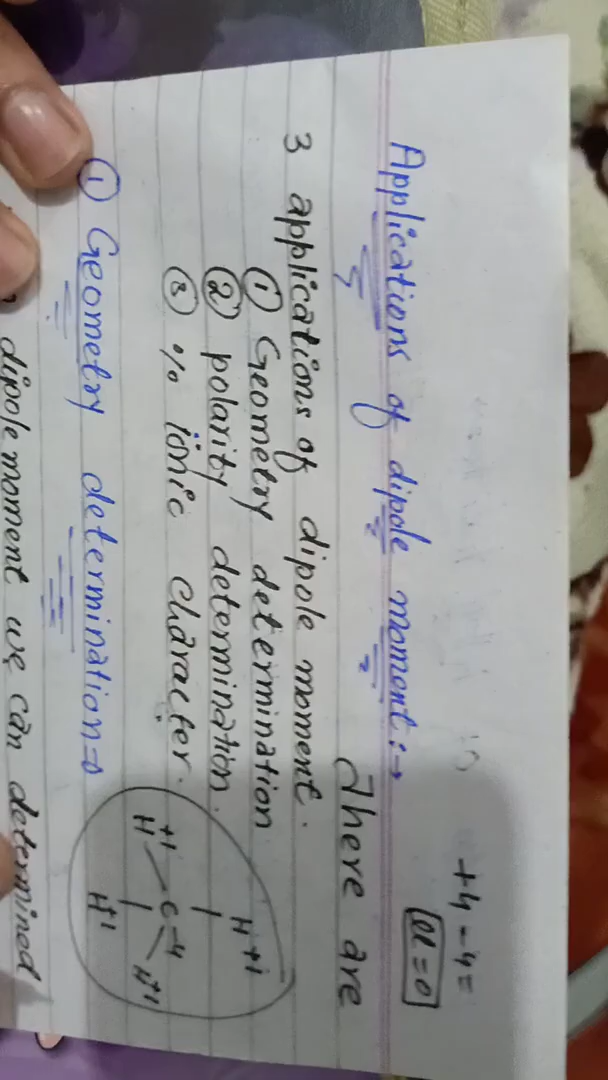 +4-4=
μ=0
Applications of dipole moment:→
There are
3 applications of dipole moment.
① Geometry determination
② polarity determination.
③ % ionic character.
① Geometry determination⇒
H+1
+1 H C-4 H+1
H+1
dipole moment we can determined